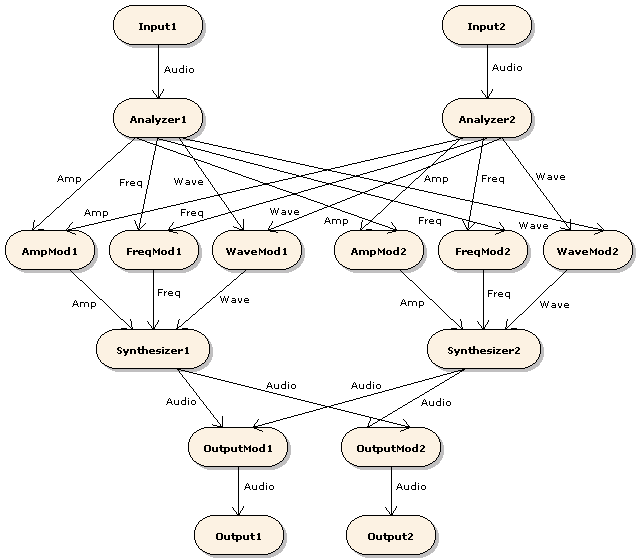 Input1
Input2
Audio
Audio
Analyzer1
Analyzer2
Amp
Freq
Wave
Amp
Freq
Wave
Amp
Freq
Wave
Amp
Freq
Wave
AmpMod1
FreqMod1
WaveMod1
AmpMod2
FreqMod2
WaveMod2
Amp
Freq
Wave
Amp
Freq
Wave
Synthesizer1
Synthesizer2
Audio
Audio
Audio
Audio
OutputMod1
OutputMod2
Audio
Audio
Output1
Output2